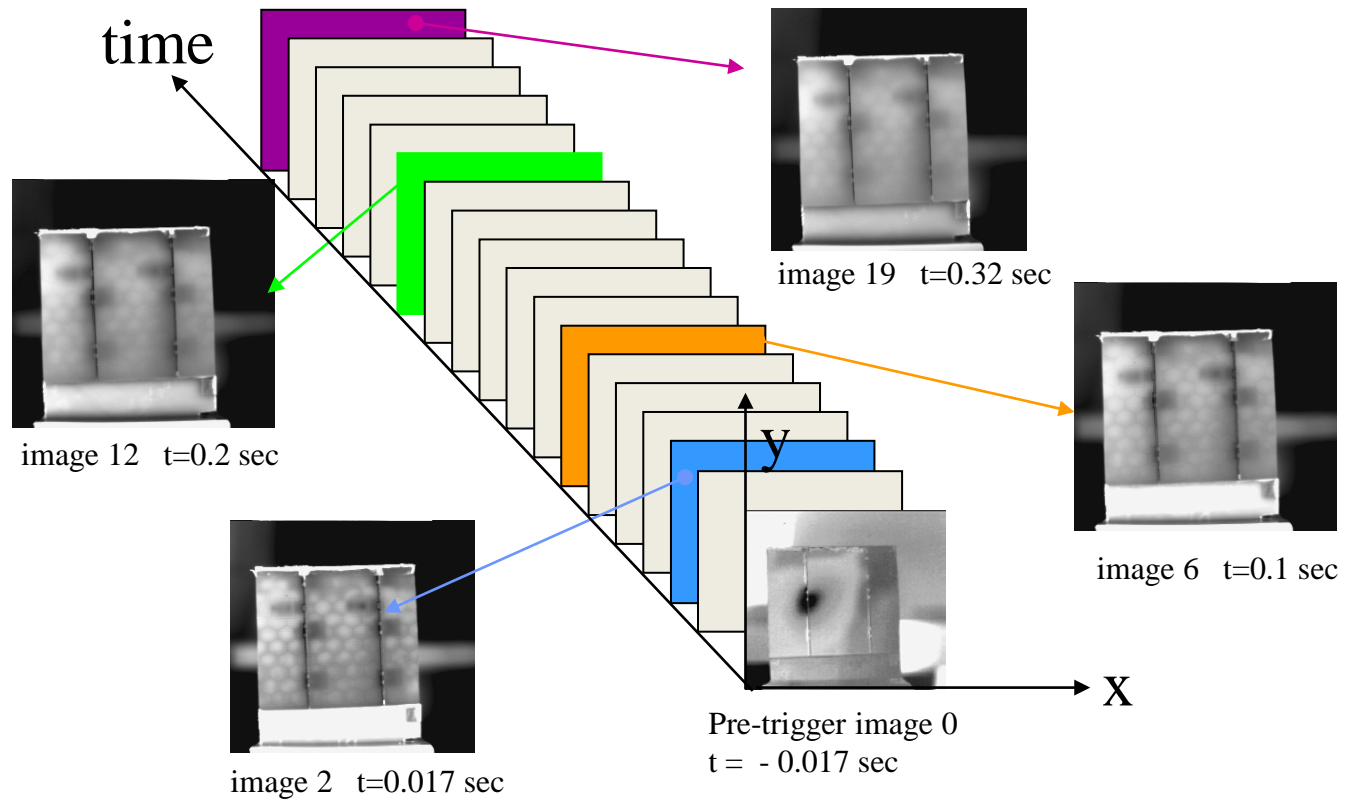 time
image 19 t=0.32 sec
image 12 t=0.2 sec
y
image 6 t=0.1 sec
x
Pre-trigger image 0
t = - 0.017 sec
image 2 t=0.017 sec